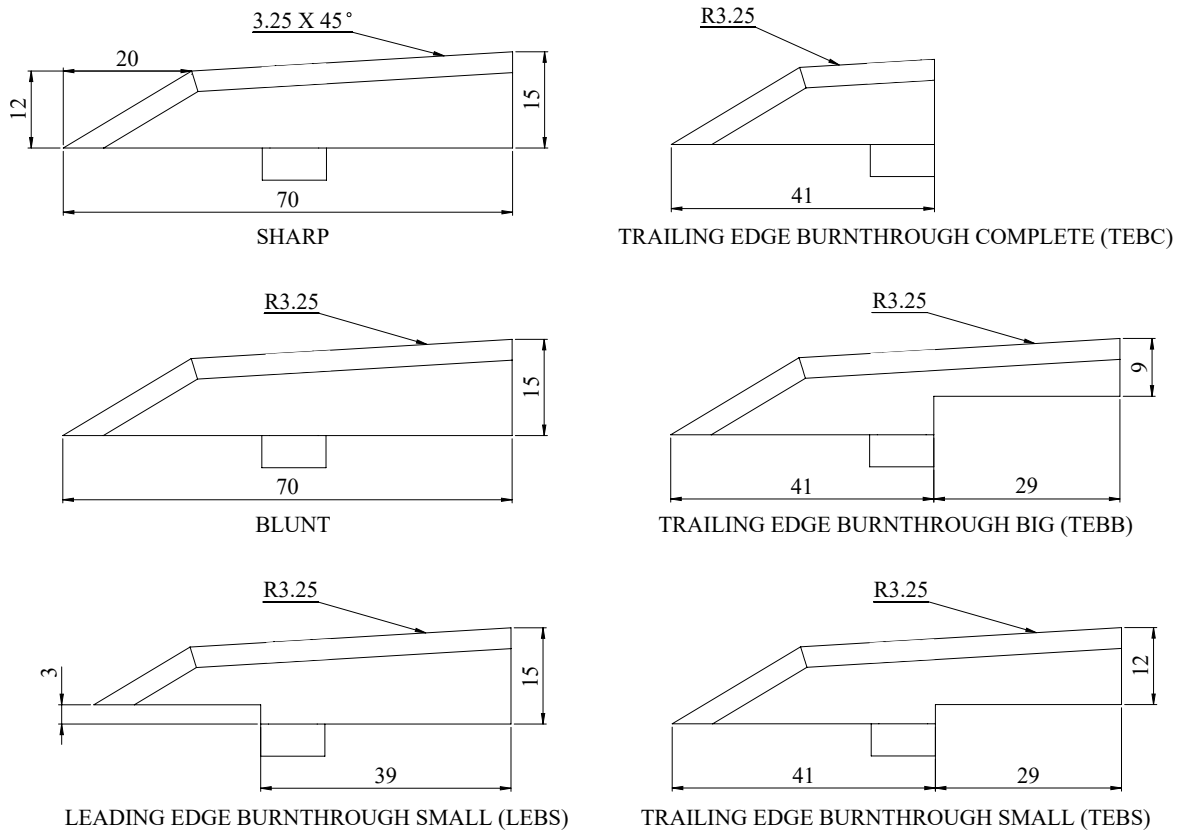 3.25 X 45°
20
12
15
70
SHARP
R3.25
41
TRAILING EDGE BURNTHROUGH COMPLETE (TEBC)
R3.25
15
70
BLUNT
R3.25
9
41
29
TRAILING EDGE BURNTHROUGH BIG (TEBB)
R3.25
3
15
39
LEADING EDGE BURNTHROUGH SMALL (LEBS)
R3.25
12
41
29
TRAILING EDGE BURNTHROUGH SMALL (TEBS)